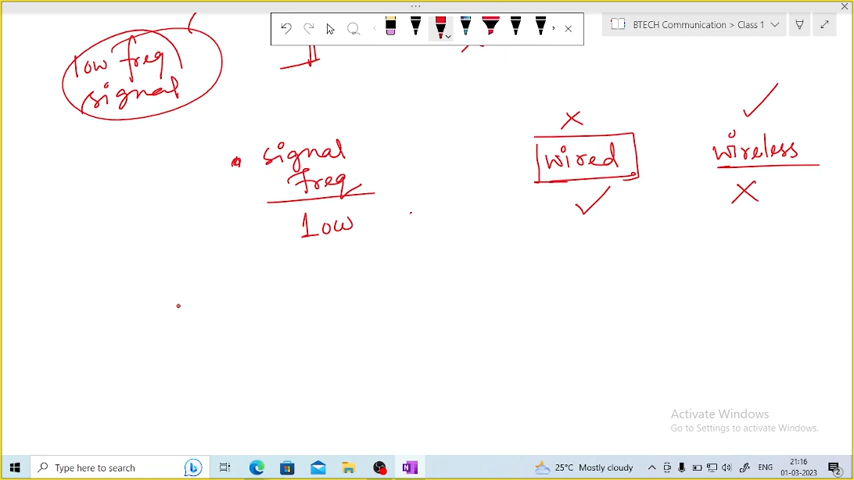 BTECH Communication > Class 1
low freq
signal
signal
freq
low
wired
wireless
Activate Windows
Go to Settings to activate Windows.
Type here to search
25°C Mostly cloudy
ENG
21:16
01-03-2023
2